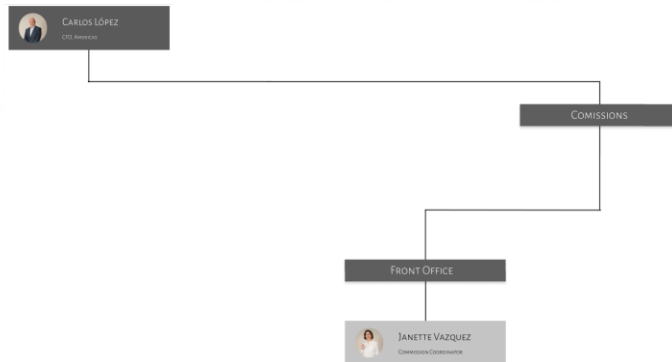 Carlos López
CFO, Americas
Comissions
Front Office
Janette Vazquez
Commission Coordinator